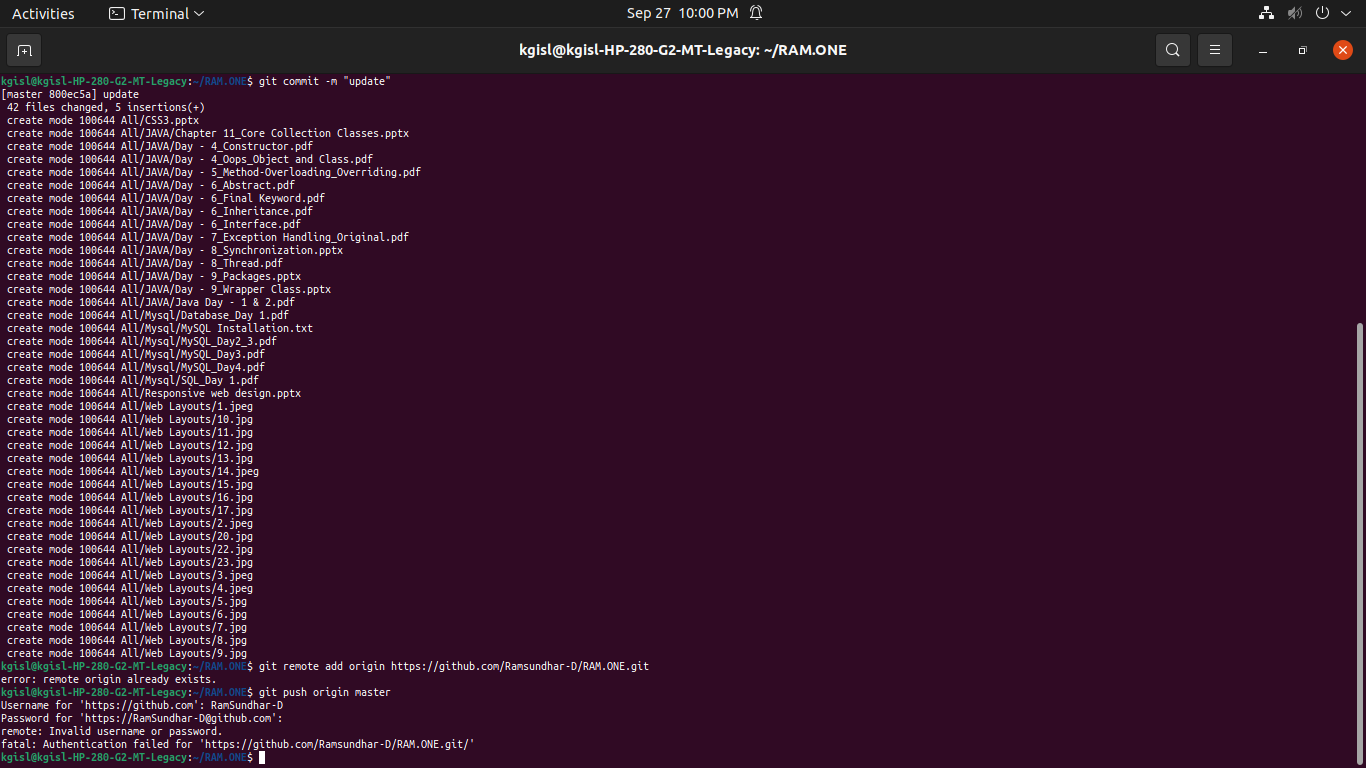 Activities
Terminal
Sep 27 10:00 PM
kgisl@kgisl-HP-280-G2-MT-Legacy: ~/RAM.ONE
kgisl@kgisl-HP-280-G2-MT-Legacy:~/RAM.ONE$ git commit -m "update"
[master 800ec5a] update
 42 files changed, 5 insertions(+)
 create mode 100644 All/CSS3.pptx
 create mode 100644 All/JAVA/Chapter 11_Core Collection Classes.pptx
 create mode 100644 All/JAVA/Day - 4_Constructor.pdf
 create mode 100644 All/JAVA/Day - 4_Oops_Object and Class.pdf
 create mode 100644 All/JAVA/Day - 5_Method-Overloading_Overriding.pdf
 create mode 100644 All/JAVA/Day - 6_Abstract.pdf
 create mode 100644 All/JAVA/Day - 6_Final Keyword.pdf
 create mode 100644 All/JAVA/Day - 6_Inheritance.pdf
 create mode 100644 All/JAVA/Day - 6_Interface.pdf
 create mode 100644 All/JAVA/Day - 7_Exception Handling_Original.pdf
 create mode 100644 All/JAVA/Day - 8_Synchronization.pptx
 create mode 100644 All/JAVA/Day - 8_Thread.pdf
 create mode 100644 All/JAVA/Day - 9_Packages.pptx
 create mode 100644 All/JAVA/Day - 9_Wrapper Class.pptx
 create mode 100644 All/JAVA/Java Day - 1 & 2.pdf
 create mode 100644 All/Mysql/Database_Day 1.pdf
 create mode 100644 All/Mysql/MySQL Installation.txt
 create mode 100644 All/Mysql/MySQL_Day2_3.pdf
 create mode 100644 All/Mysql/MySQL_Day3.pdf
 create mode 100644 All/Mysql/MySQL_Day4.pdf
 create mode 100644 All/Mysql/SQL_Day 1.pdf
 create mode 100644 All/Responsive web design.pptx
 create mode 100644 All/Web Layouts/1.jpeg
 create mode 100644 All/Web Layouts/10.jpg
 create mode 100644 All/Web Layouts/11.jpg
 create mode 100644 All/Web Layouts/12.jpg
 create mode 100644 All/Web Layouts/13.jpg
 create mode 100644 All/Web Layouts/14.jpeg
 create mode 100644 All/Web Layouts/15.jpg
 create mode 100644 All/Web Layouts/16.jpg
 create mode 100644 All/Web Layouts/17.jpg
 create mode 100644 All/Web Layouts/2.jpeg
 create mode 100644 All/Web Layouts/20.jpg
 create mode 100644 All/Web Layouts/22.jpg
 create mode 100644 All/Web Layouts/23.jpg
 create mode 100644 All/Web Layouts/3.jpeg
 create mode 100644 All/Web Layouts/4.jpeg
 create mode 100644 All/Web Layouts/5.jpg
 create mode 100644 All/Web Layouts/6.jpg
 create mode 100644 All/Web Layouts/7.jpg
 create mode 100644 All/Web Layouts/8.jpg
 create mode 100644 All/Web Layouts/9.jpg
kgisl@kgisl-HP-280-G2-MT-Legacy:~/RAM.ONE$ git remote add origin https://github.com/Ramsundhar-D/RAM.ONE.git
error: remote origin already exists.
kgisl@kgisl-HP-280-G2-MT-Legacy:~/RAM.ONE$ git push origin master
Username for 'https://github.com': RamSundhar-D
Password for 'https://RamSundhar-D@github.com':
remote: Invalid username or password.
fatal: Authentication failed for 'https://github.com/Ramsundhar-D/RAM.ONE.git/'
kgisl@kgisl-HP-280-G2-MT-Legacy:~/RAM.ONE$